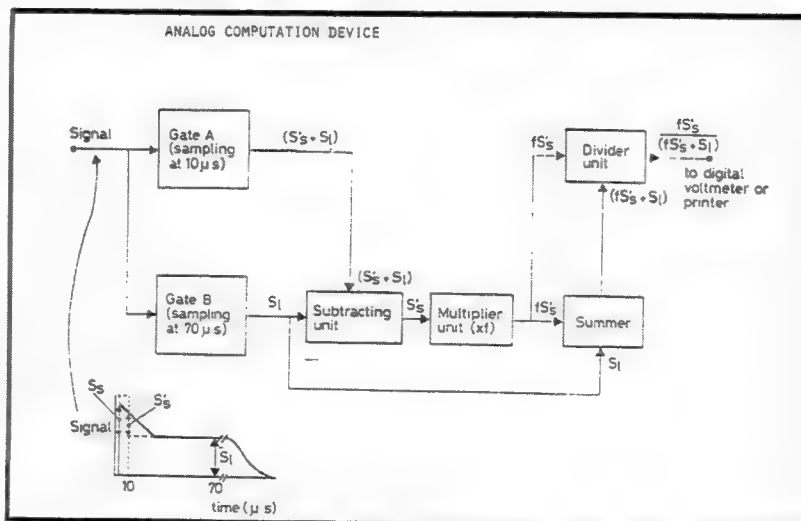 ANALOG COMPUTATION DEVICE
Signal
Gate A
(sampling
at 10µs)
(S's + Sl)
fS's
Divider
unit
fS's
(fS's + Sl)
to digital
voltmeter or
printer
(fS's + Sl)
(S's + Sl)
Gate B
(sampling
at 70µs)
Sl
Subtracting
unit
S's
Multiplier
unit (xf)
fS's
Summer
Sl
Ss
S's
Signal
Sl
10
70
time (µs)